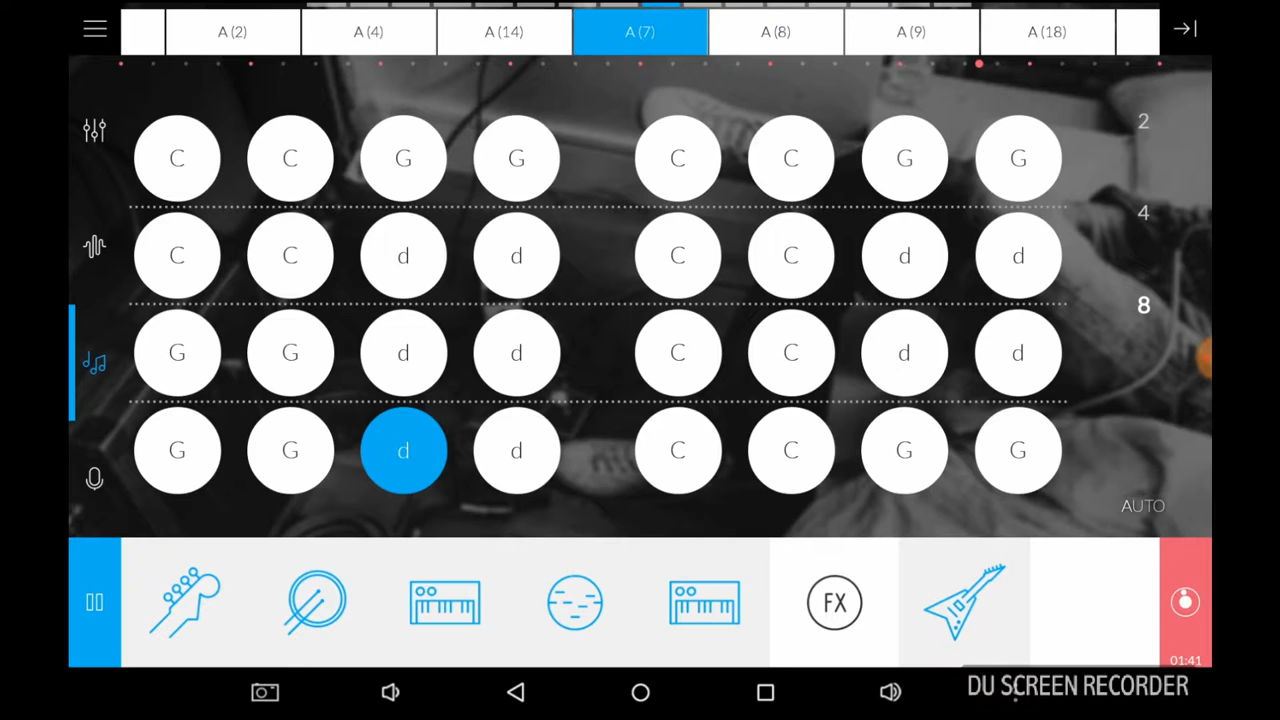 A (2) A (4) A (14) A (7) A (8) A (9) A (18)
C C G G C C G G
2
C C d d C C d d
4
G G d d C C d d
8
G G d d C C G G
AUTO
FX
01:41
DU SCREEN RECORDER